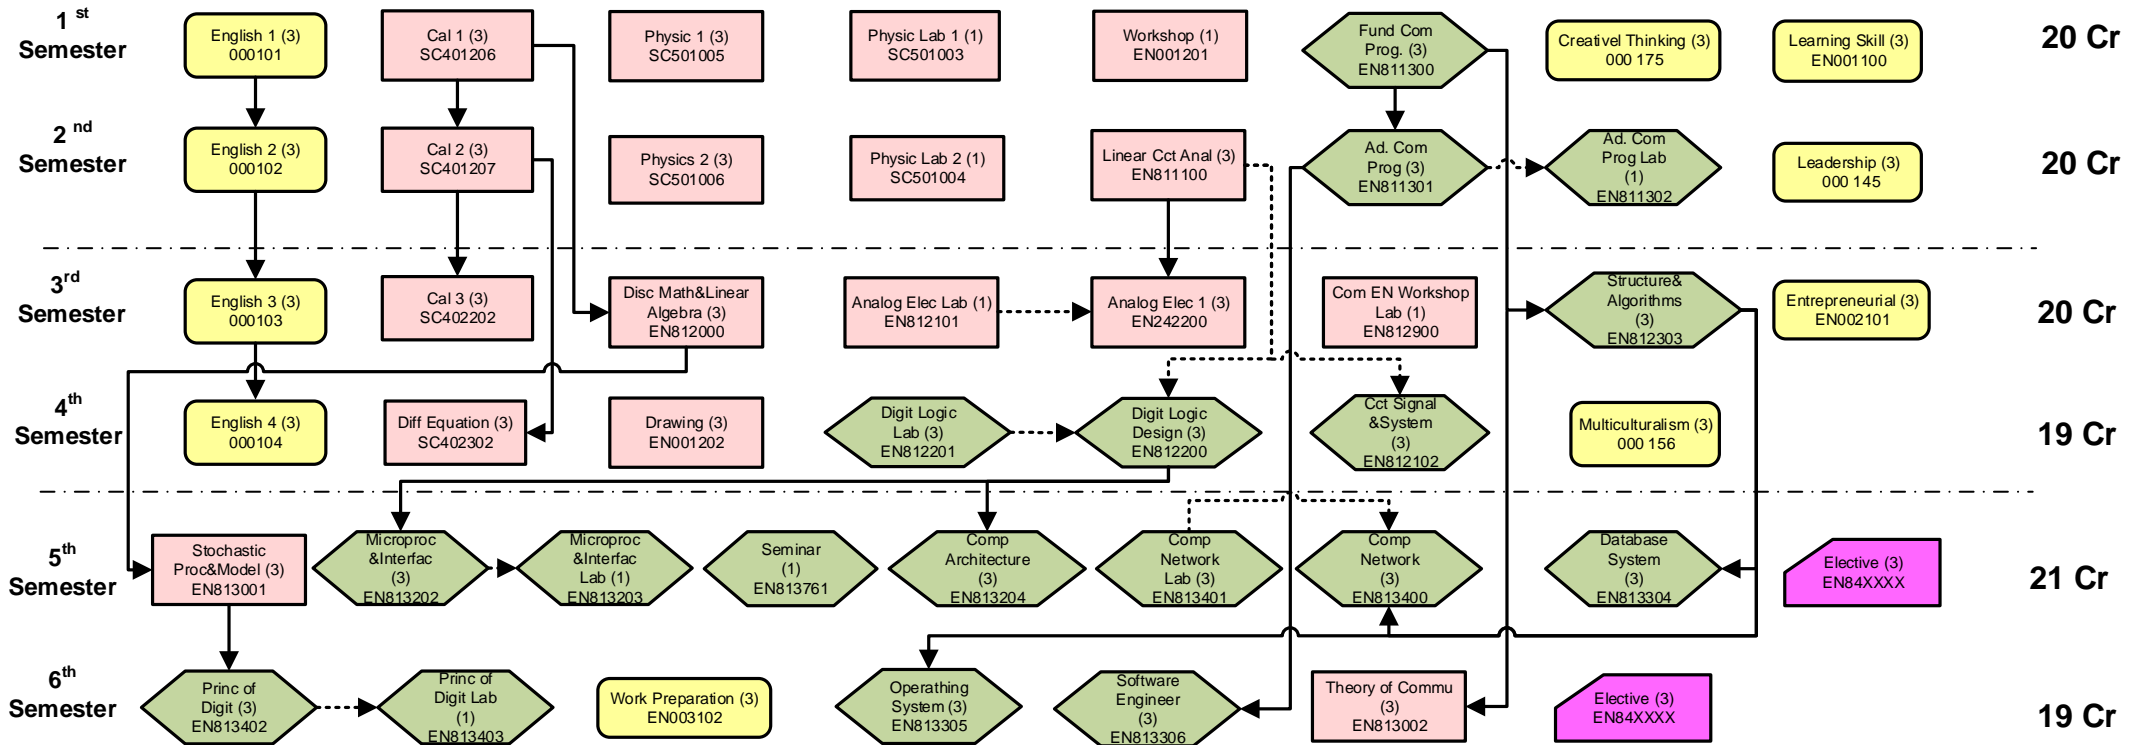 1 st
Semester
English 1 (3)
000101
Cal 1 (3)
SC401206
Physic 1 (3)
SC501005
Physic Lab 1 (1)
SC501003
Workshop (1)
EN001201
Fund Com
Prog. (3)
EN811300
Creativel Thinking (3)
000 175
Learning Skill (3)
EN001100
20 Cr
2 nd
Semester
English 2 (3)
000102
Cal 2 (3)
SC401207
Physics 2 (3)
SC501006
Physic Lab 2 (1)
SC501004
Linear Cct Anal (3)
EN811100
Ad. Com
Prog (3)
EN811301
Ad. Com
Prog Lab
(1)
EN811302
Leadership (3)
000 145
20 Cr
3rd
Semester
English 3 (3)
000103
Cal 3 (3)
SC402202
Disc Math&Linear
Algebra (3)
EN812000
Analog Elec Lab (1)
EN812101
Analog Elec 1 (3)
EN242200
Com EN Workshop
Lab (1)
EN812900
Structure&
Algorithms
(3)
EN812303
Entrepreneurial (3)
EN002101
20 Cr
4th
Semester
English 4 (3)
000104
Diff Equation (3)
SC402302
Drawing (3)
EN001202
Digit Logic
Lab (3)
EN812201
Digit Logic
Design (3)
EN812200
Cct Signal
&System
(3)
EN812102
Multiculturalism (3)
000 156
19 Cr
5th
Semester
Stochastic
Proc&Model (3)
EN813001
Microproc
&Interfac
(3)
EN813202
Microproc
&Interfac
Lab (1)
EN813203
Seminar
(1)
EN813761
Comp
Architecture
(3)
EN813204
Comp
Network
Lab (3)
EN813401
Comp
Network
(3)
EN813400
Database
System
(3)
EN813304
Elective (3)
EN84XXXX
21 Cr
6th
Semester
Princ of
Digit (3)
EN813402
Princ of
Digit Lab
(1)
EN813403
Work Preparation (3)
EN003102
Operathing
System (3)
EN813305
Software
Engineer
(3)
EN813306
Theory of Commu
(3)
EN813002
Elective (3)
EN84XXXX
19 Cr